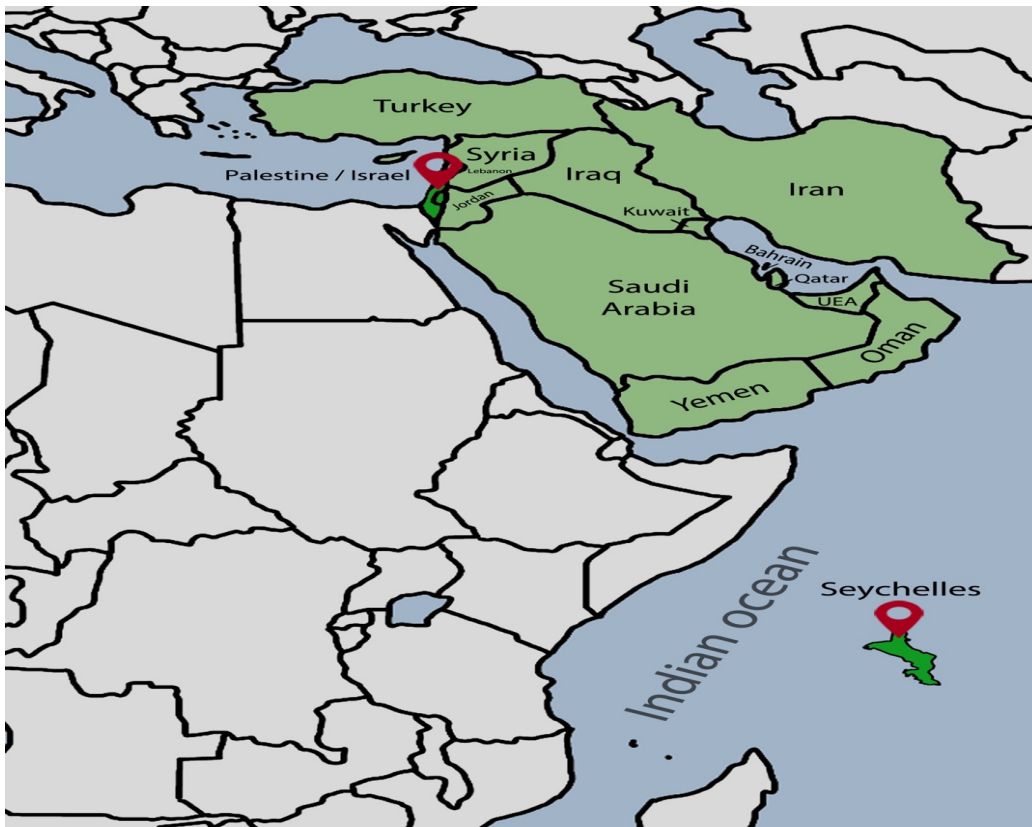 Turkey
Syria
Lebanon
Palestine / Israel
Iraq
Iran
Jordan
Kuwait
Bahrain
Qatar
Saudi
Arabia
UEA
Oman
Yemen
Indian ocean
Seychelles